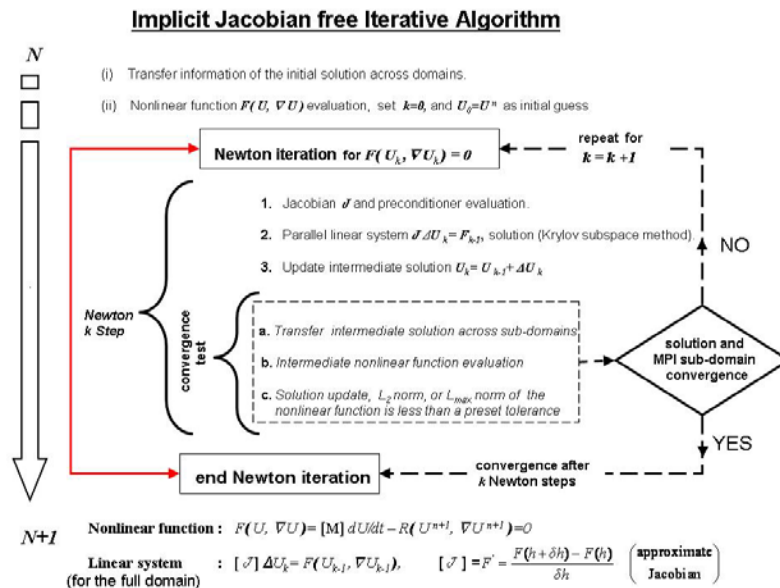 Implicit Jacobian free Iterative Algorithm
N
(i) Transfer information of the initial solution across domains.
(ii) Nonlinear function F( U, ∇U) evaluation, set k=0, and U₀=Uⁿ as initial guess
Newton iteration for F( Uₖ, ∇Uₖ) = 0
repeat for
k = k +1
1. Jacobian J and preconditioner evaluation.
2. Parallel linear system J ΔUₖ= Fₖ₋₁, solution (Krylov subspace method).
3. Update intermediate solution Uₖ= Uₖ₋₁+ ΔUₖ
NO
Newton
k Step
convergence
test
a. Transfer intermediate solution across sub-domains
b. Intermediate nonlinear function evaluation
c. Solution update, L₂ norm, or Lmax norm of the
nonlinear function is less than a preset tolerance
solution and
MPI sub-domain
convergence
YES
end Newton iteration
convergence after
k Newton steps
N+1
Nonlinear function : F( U, ∇U)= [M] dU/dt – R( Uⁿ⁺¹, ∇Uⁿ⁺¹)=0
Linear system : [ J] ΔUₖ= F( Uₖ₋₁, ∇Uₖ₋₁), [ J ] =F' = (F(h + δh) – F(h)) / δh (approximate
(for the full domain) Jacobian)